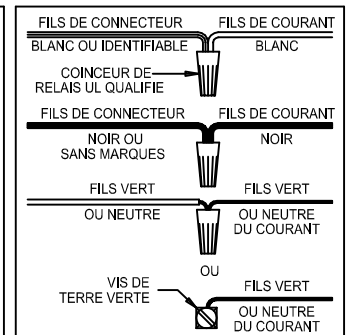 FILS DE CONNECTEUR FILS DE COURANT
BLANC OU IDENTIFIABLE BLANC
COINCEUR DE
RELAIS UL QUALIFIE
FILS DE CONNECTEUR FILS DE COURANT
NOIR OU NOIR
SANS MARQUES
FILS VERT FILS VERT
OU NEUTRE OU NEUTRE
DU COURANT
OU
VIS DE FILS VERT
TERRE VERTE OU NEUTRE
DU COURANT